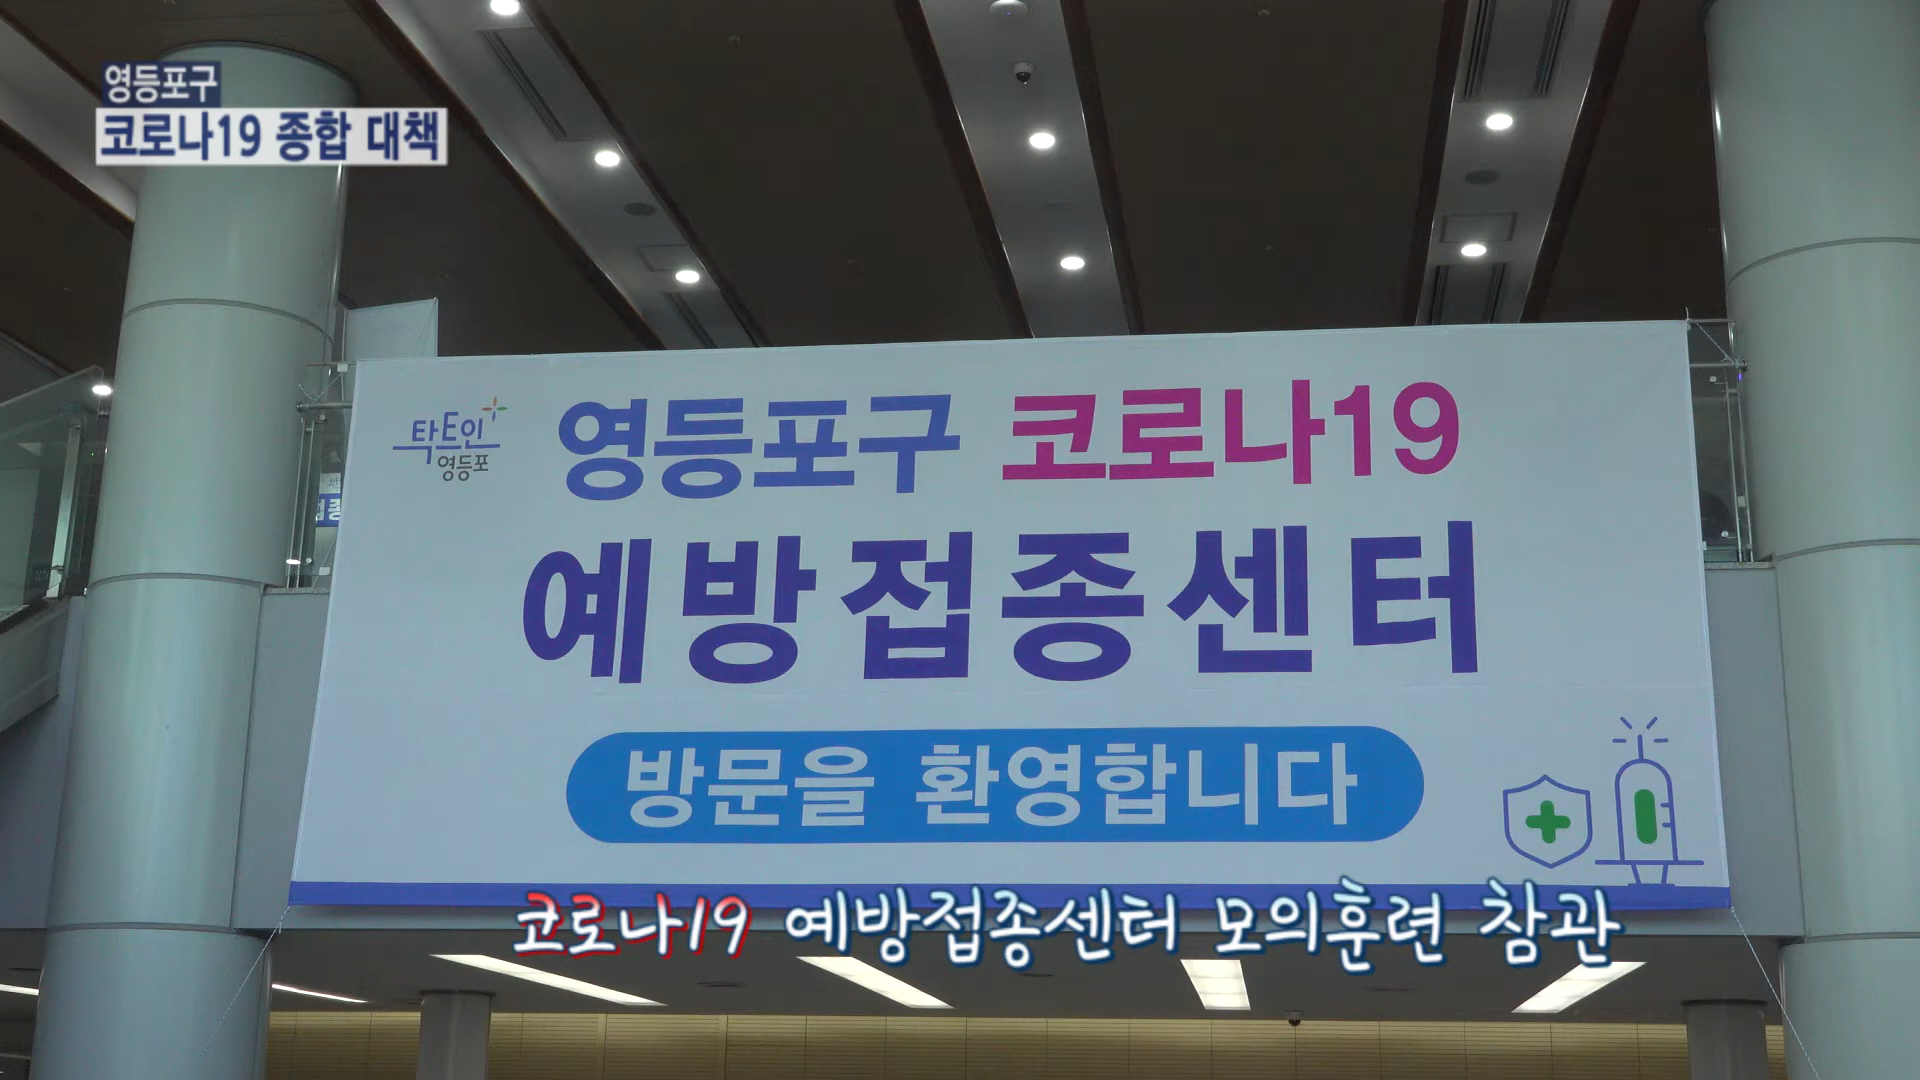 영등포구
코로나19 종합 대책
탁트인
영등포
영등포구 코로나19
예방접종센터
방문을 환영합니다
코로나19 예방접종센터 모의훈련 참관